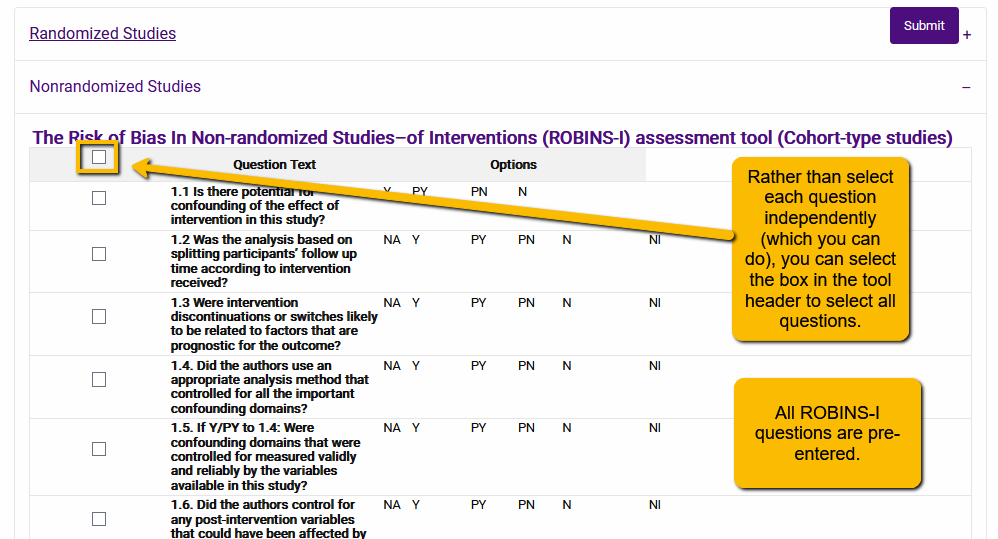 Randomized Studies
Submit
+
Nonrandomized Studies
–
The Risk of Bias In Non-randomized Studies–of Interventions (ROBINS-I) assessment tool (Cohort-type studies)
Question Text Options
1.1 Is there potential for Y PY PN N
confounding of the effect of
intervention in this study?
1.2 Was the analysis based on NA Y PY PN N NI
splitting participants’ follow up
time according to intervention
received?
1.3 Were intervention NA Y PY PN N NI
discontinuations or switches likely
to be related to factors that are
prognostic for the outcome?
1.4. Did the authors use an NA Y PY PN N NI
appropriate analysis method that
controlled for all the important
confounding domains?
1.5. If Y/PY to 1.4: Were NA Y PY PN N NI
confounding domains that were
controlled for measured validly
and reliably by the variables
available in this study?
1.6. Did the authors control for NA Y PY PN N NI
any post-intervention variables
that could have been affected by
Rather than select
each question
independently
(which you can
do), you can select
the box in the tool
header to select all
questions.
All ROBINS-I
questions are pre-
entered.